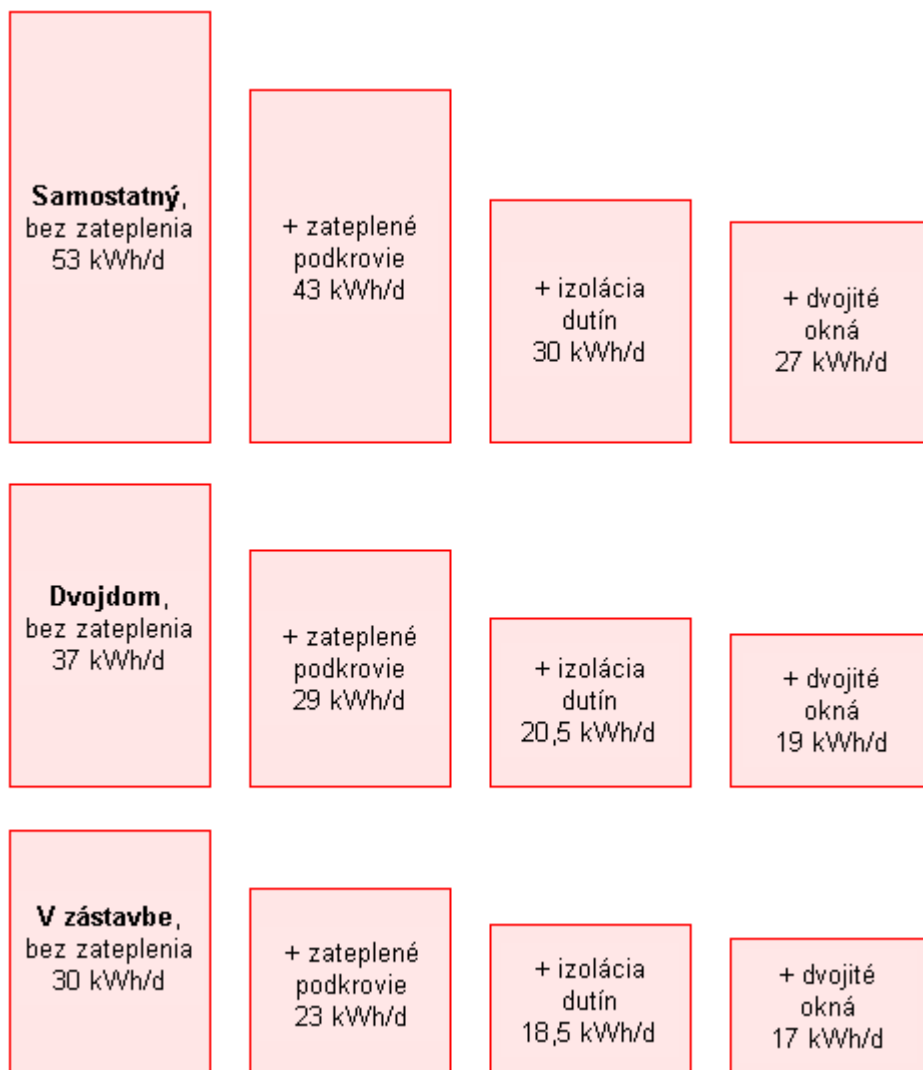 Samostatný,
bez zateplenia
53 kWh/d
+ zateplené
podkrovie
43 kWh/d
+ izolácia
dutín
30 kWh/d
+ dvojité
okná
27 kWh/d
Dvojdom,
bez zateplenia
37 kWh/d
+ zateplené
podkrovie
29 kWh/d
+ izolácia
dutín
20,5 kWh/d
+ dvojité
okná
19 kWh/d
V zástavbe,
bez zateplenia
30 kWh/d
+ zateplené
podkrovie
23 kWh/d
+ izolácia
dutín
18,5 kWh/d
+ dvojité
okná
17 kWh/d